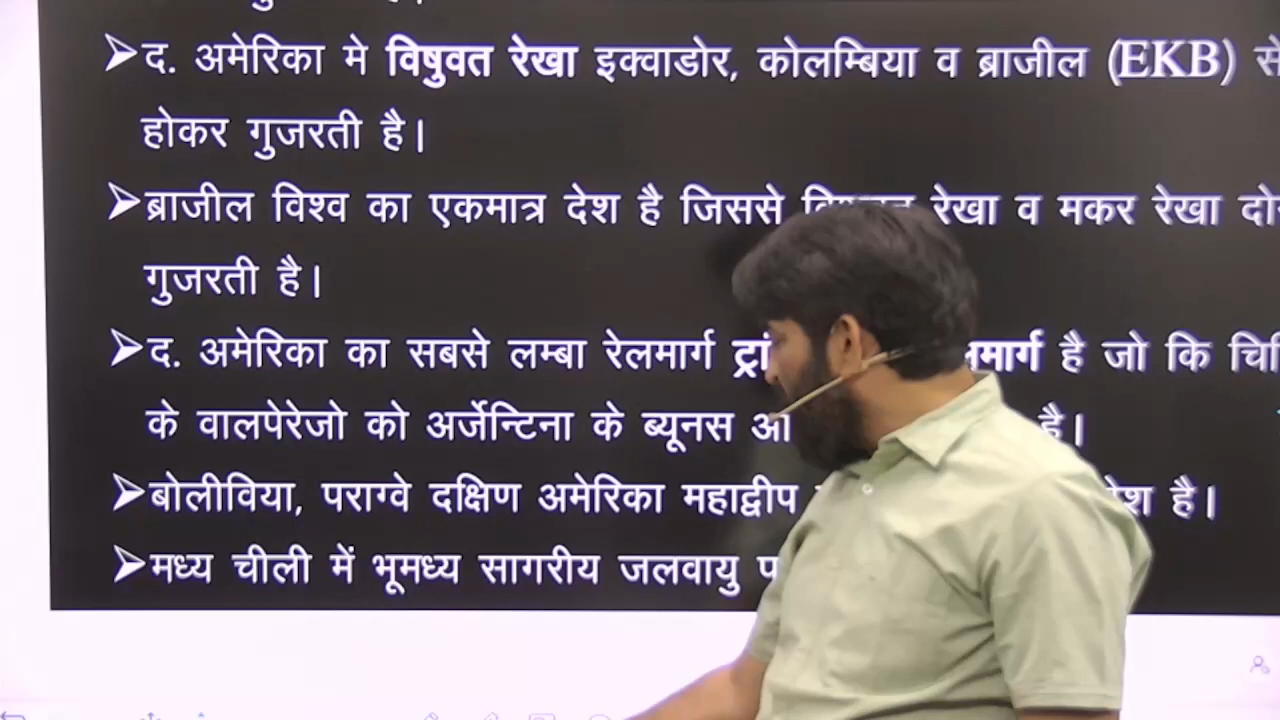 ➤द. अमेरिका मे विषुवत रेखा इक्वाडोर, कोलम्बिया व ब्राजील (EKB) से
होकर गुजरती है।
➤ब्राजील विश्व का एकमात्र देश है जिससे रेखा व मकर रेखा
गुजरती है।
➤द. अमेरिका का सबसे लम्बा रेलमार्ग है जो कि
के वालपेरेजो को अर्जेन्टिना के ब्यूनस है।
➤बोलीविया, पराग्वे दक्षिण अमेरिका महाद्वीप है।
➤मध्य चीली में भूमध्य सागरीय जलवायु